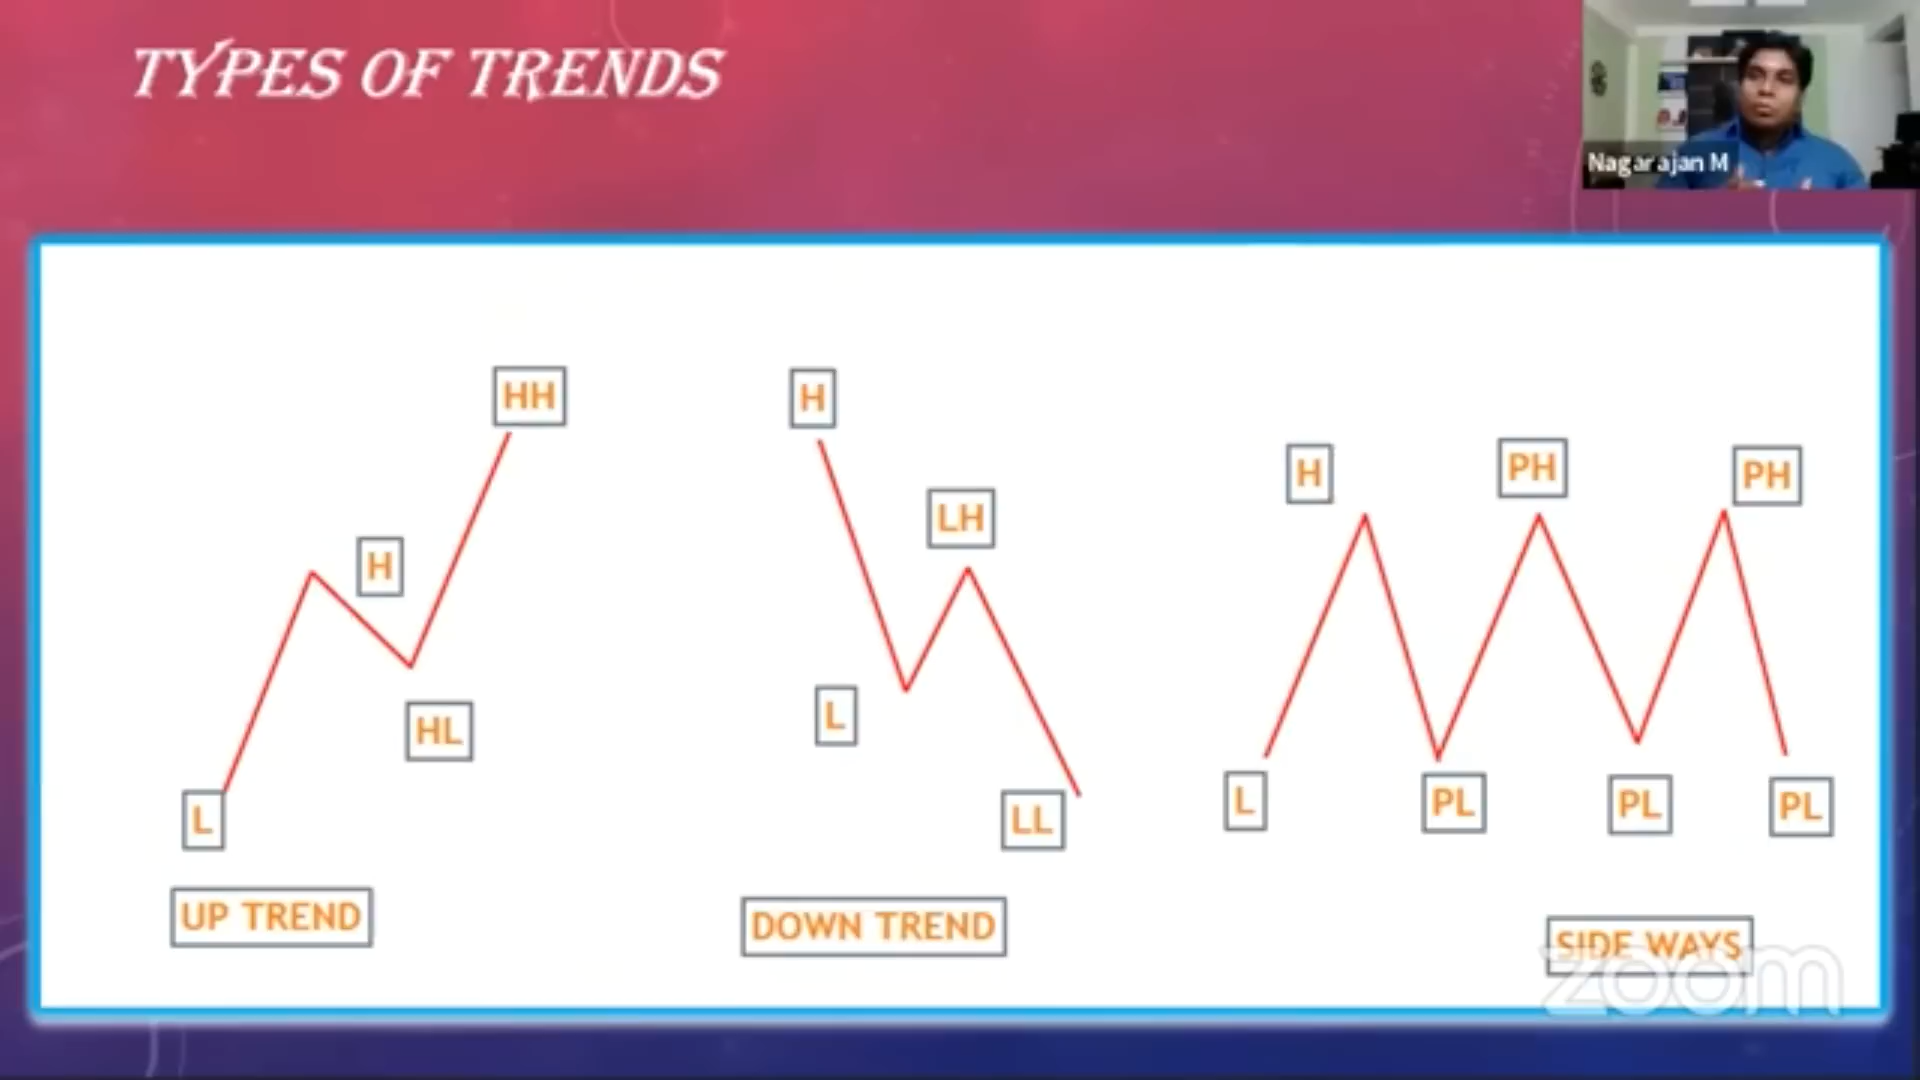 TYPES OF TRENDS
Nagarajan M
HH
H
HL
L
UP TREND
H
LH
L
LL
DOWN TREND
H
PH
PH
L
PL
PL
PL
SIDE WAYS
zoom